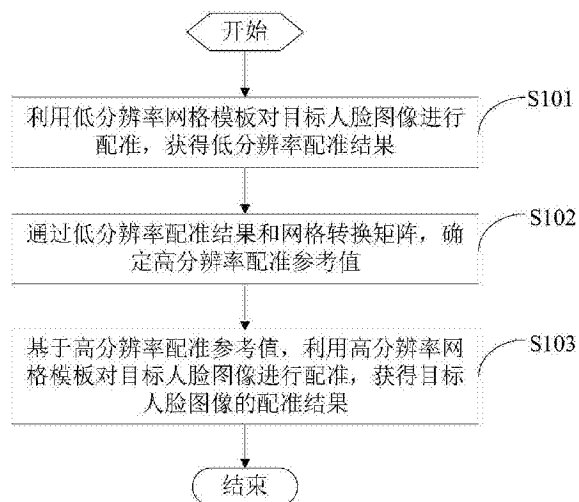 开始
S101
利用低分辨率网格模板对目标人脸图像进行
配准，获得低分辨率配准结果
S102
通过低分辨率配准结果和网格转换矩阵，确
定高分辨率配准参考值
S103
基于高分辨率配准参考值，利用高分辨率网
格模板对目标人脸图像进行配准，获得目标
人脸图像的配准结果
结束